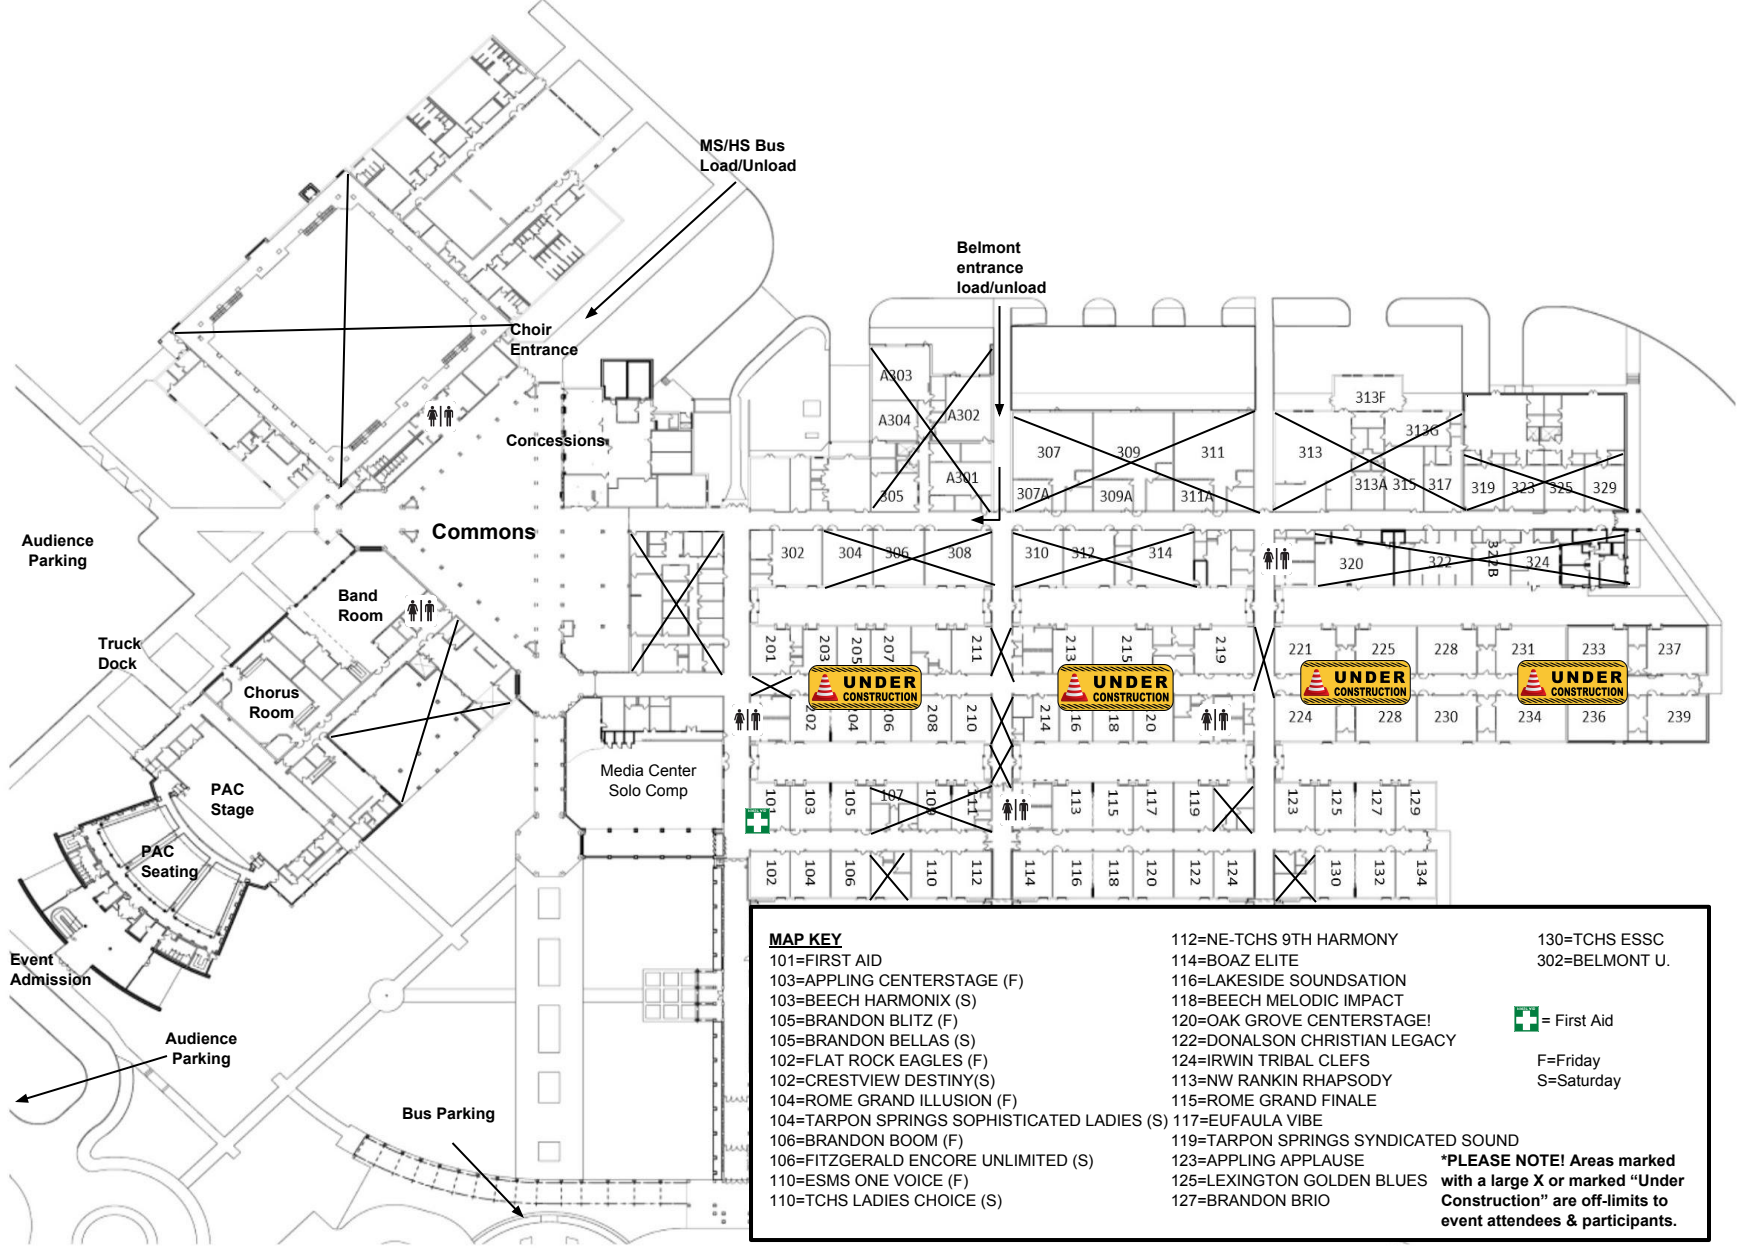 MS/HS Bus
Load/Unload
Belmont
entrance
load/unload
Choir
Entrance
A303
313F
A304
A302
Concessions
307
309
311
313
313G
A301
305
307A
309A
311A
313A
315
317
319
323
325
329
Commons
Audience
Parking
302
304
306
308
310
312
314
320
322
322B
324
Band
Room
Truck
Dock
201
203
205
207
211
213
215
219
221
225
228
231
233
237
UNDER
CONSTRUCTION
UNDER
CONSTRUCTION
UNDER
CONSTRUCTION
UNDER
CONSTRUCTION
Chorus
Room
202
04
06
208
210
214
16
18
20
224
228
230
234
236
239
Media Center
Solo Comp
PAC
Stage
101
103
105
107
109
111
113
115
117
119
123
125
127
129
PAC
Seating
102
104
106
110
112
114
116
118
120
122
124
130
132
134
Event
Admission
Audience
Parking
Bus Parking
MAP KEY
101=FIRST AID
103=APPLING CENTERSTAGE (F)
103=BEECH HARMONIX (S)
105=BRANDON BLITZ (F)
105=BRANDON BELLAS (S)
102=FLAT ROCK EAGLES (F)
102=CRESTVIEW DESTINY(S)
104=ROME GRAND ILLUSION (F)
104=TARPON SPRINGS SOPHISTICATED LADIES (S)
106=BRANDON BOOM (F)
106=FITZGERALD ENCORE UNLIMITED (S)
110=ESMS ONE VOICE (F)
110=TCHS LADIES CHOICE (S)
112=NE-TCHS 9TH HARMONY
114=BOAZ ELITE
116=LAKESIDE SOUNDSATION
118=BEECH MELODIC IMPACT
120=OAK GROVE CENTERSTAGE!
122=DONALSON CHRISTIAN LEGACY
124=IRWIN TRIBAL CLEFS
113=NW RANKIN RHAPSODY
115=ROME GRAND FINALE
117=EUFAULA VIBE
119=TARPON SPRINGS SYNDICATED SOUND
123=APPLING APPLAUSE
125=LEXINGTON GOLDEN BLUES
127=BRANDON BRIO
130=TCHS ESSC
302=BELMONT U.
= First Aid
F=Friday
S=Saturday
*PLEASE NOTE! Areas marked
with a large X or marked “Under
Construction” are off-limits to
event attendees & participants.